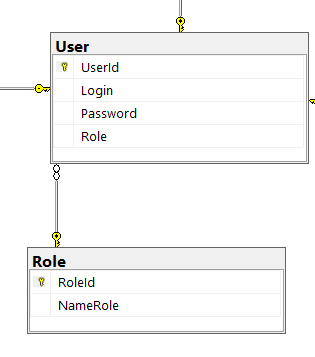 User
UserId
Login
Password
Role
Role
RoleId
NameRole